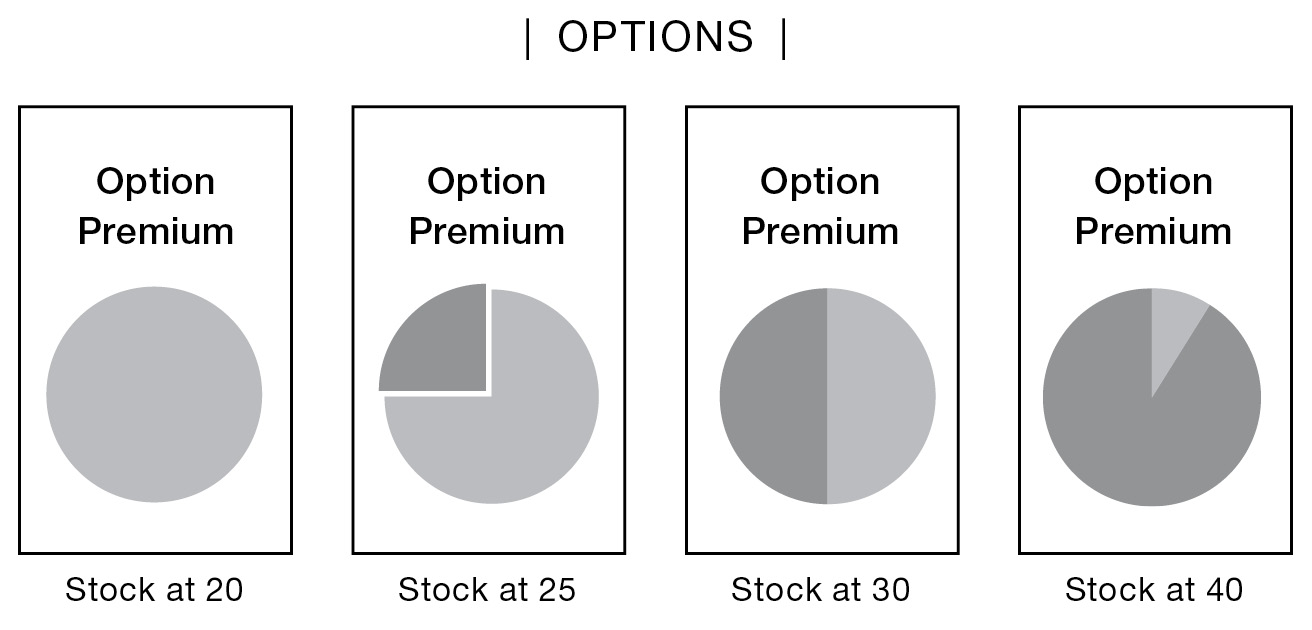 | OPTIONS |
Option
Premium
Stock at 20
Option
Premium
Stock at 25
Option
Premium
Stock at 30
Option
Premium
Stock at 40